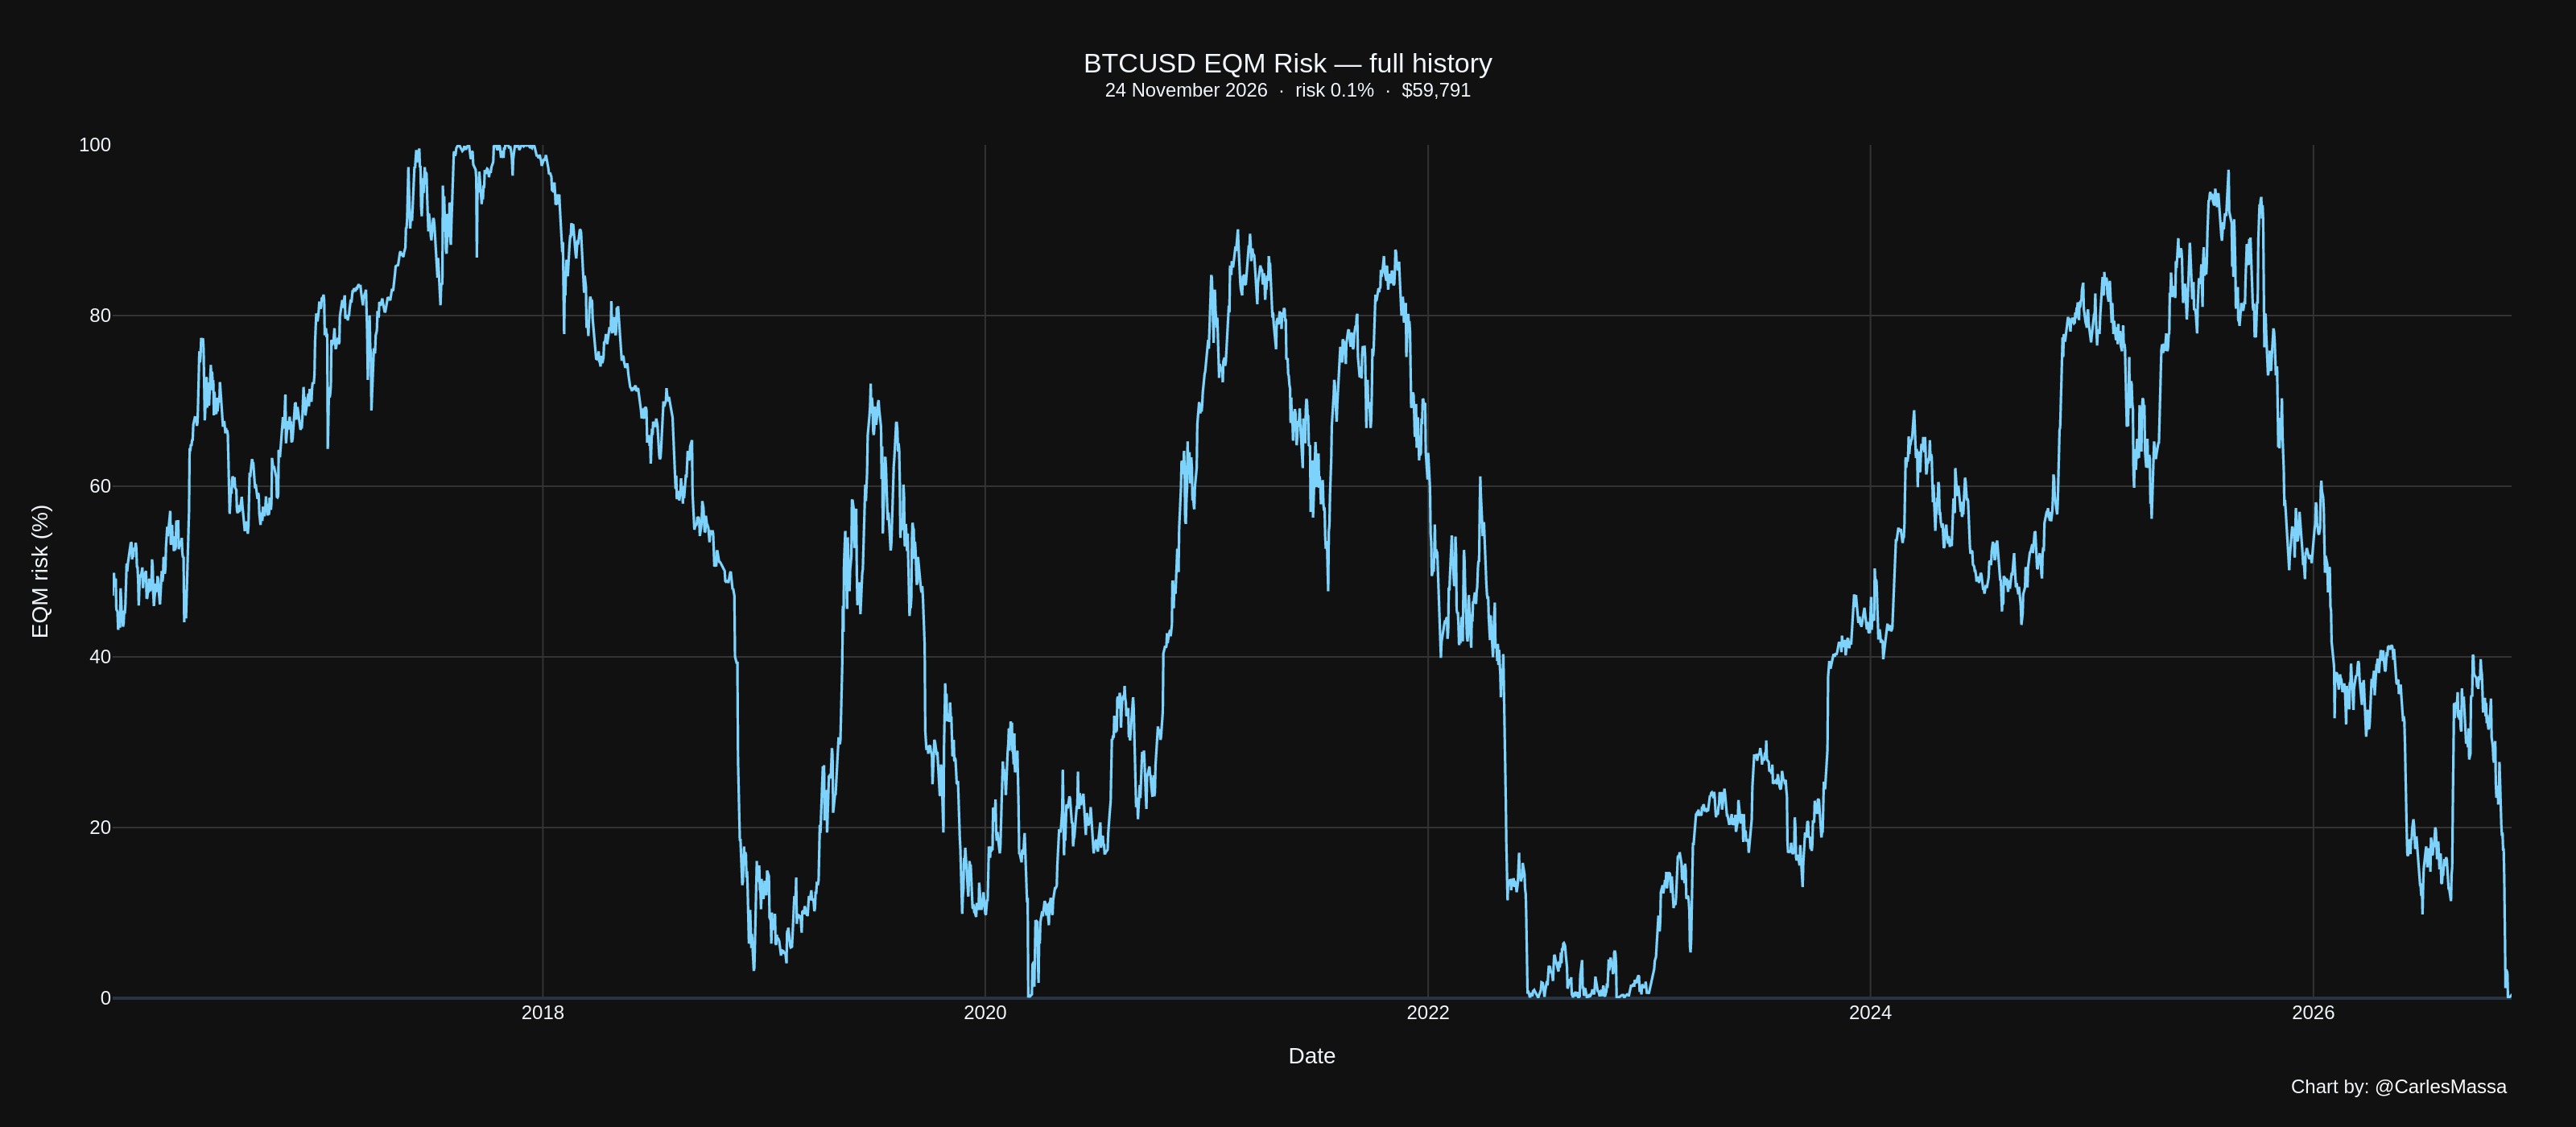 BTCUSD EQM Risk — full history
24 November 2026 · risk 0.1% · $59,791
EQM risk (%)
100
80
60
40
20
0
2018
2020
2022
2024
2026
Date
Chart by: @CarlesMassa